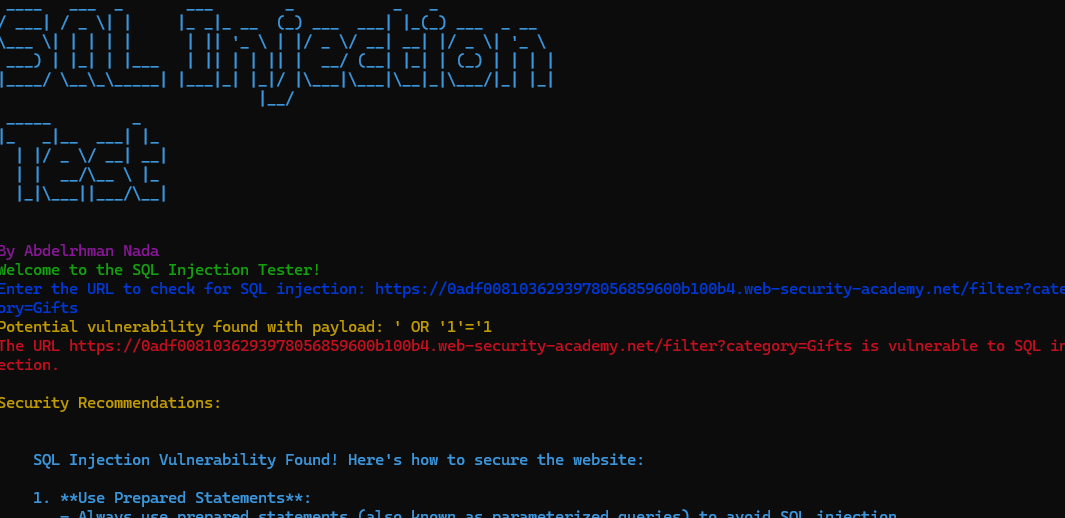 SQL Injection
Test
By Abdelrhman Nada
Welcome to the SQL Injection Tester!
Enter the URL to check for SQL injection: https://0adf0081036293978056859600b100b4.web-security-academy.net/filter?cate
ory=Gifts
Potential vulnerability found with payload: ' OR '1'='1
The URL https://0adf0081036293978056859600b100b4.web-security-academy.net/filter?category=Gifts is vulnerable to SQL in
ection.
Security Recommendations:
SQL Injection Vulnerability Found! Here's how to secure the website:
1. **Use Prepared Statements**:
- Always use prepared statements (also known as parameterized queries) to avoid SQL injection